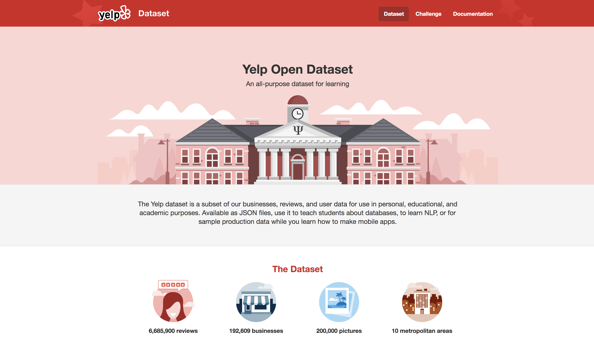 yelp Dataset Dataset Challenge Documentation
Yelp Open Dataset
An all-purpose dataset for learning
Ψ
The Yelp dataset is a subset of our businesses, reviews, and user data for use in personal, educational, and
academic purposes. Available as JSON files, use it to teach students about databases, to learn NLP, or for
sample production data while you learn how to make mobile apps.
The Dataset
6,685,900 reviews 192,609 businesses 200,000 pictures 10 metropolitan areas